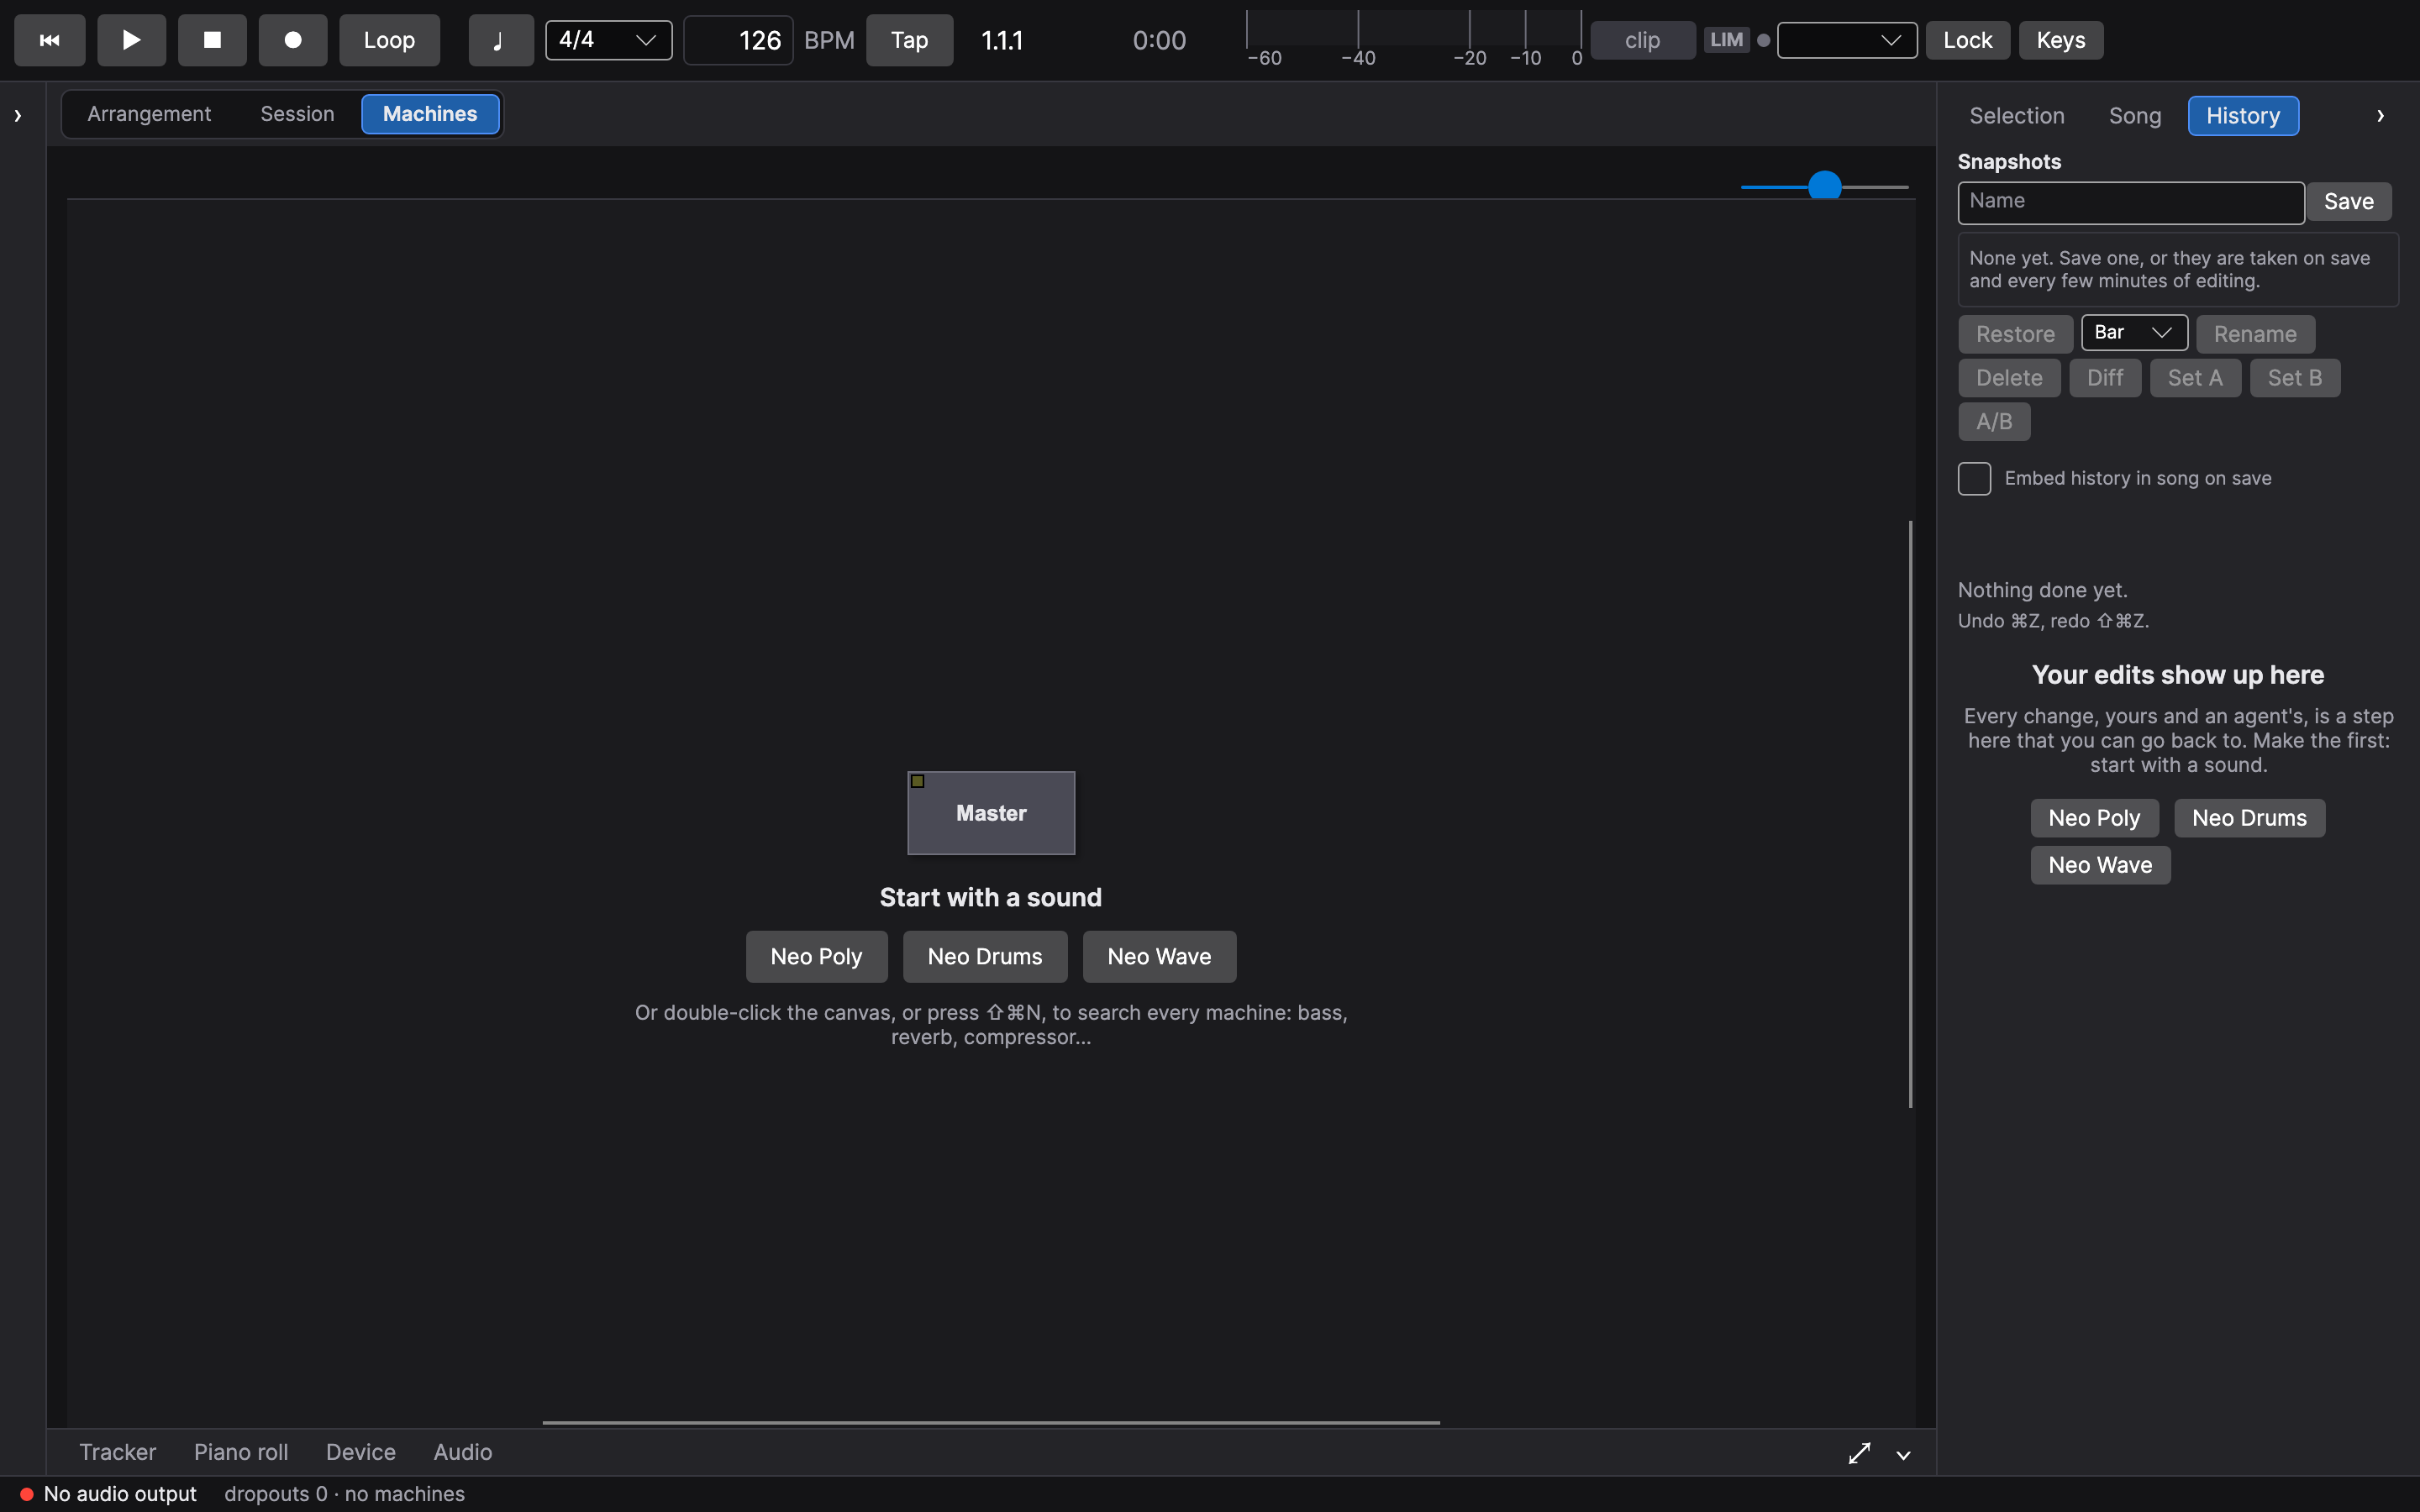 Loop
4/4
126 BPM
Tap
1.1.1
0:00
−60 −40 −20 −10 0
clip
LIM
Lock
Keys
Arrangement
Session
Machines
Selection
Song
History
Snapshots
Name
Save
None yet. Save one, or they are taken on save
and every few minutes of editing.
Restore
Bar
Rename
Delete
Diff
Set A
Set B
A/B
Embed history in song on save
Nothing done yet.
Undo ⌘Z, redo ⇧⌘Z.
Your edits show up here
Every change, yours and an agent's, is a step
here that you can go back to. Make the first:
start with a sound.
Neo Poly
Neo Drums
Neo Wave
Master
Start with a sound
Neo Poly
Neo Drums
Neo Wave
Or double-click the canvas, or press ⇧⌘N, to search every machine: bass,
reverb, compressor...
Tracker
Piano roll
Device
Audio
No audio output
dropouts 0 · no machines